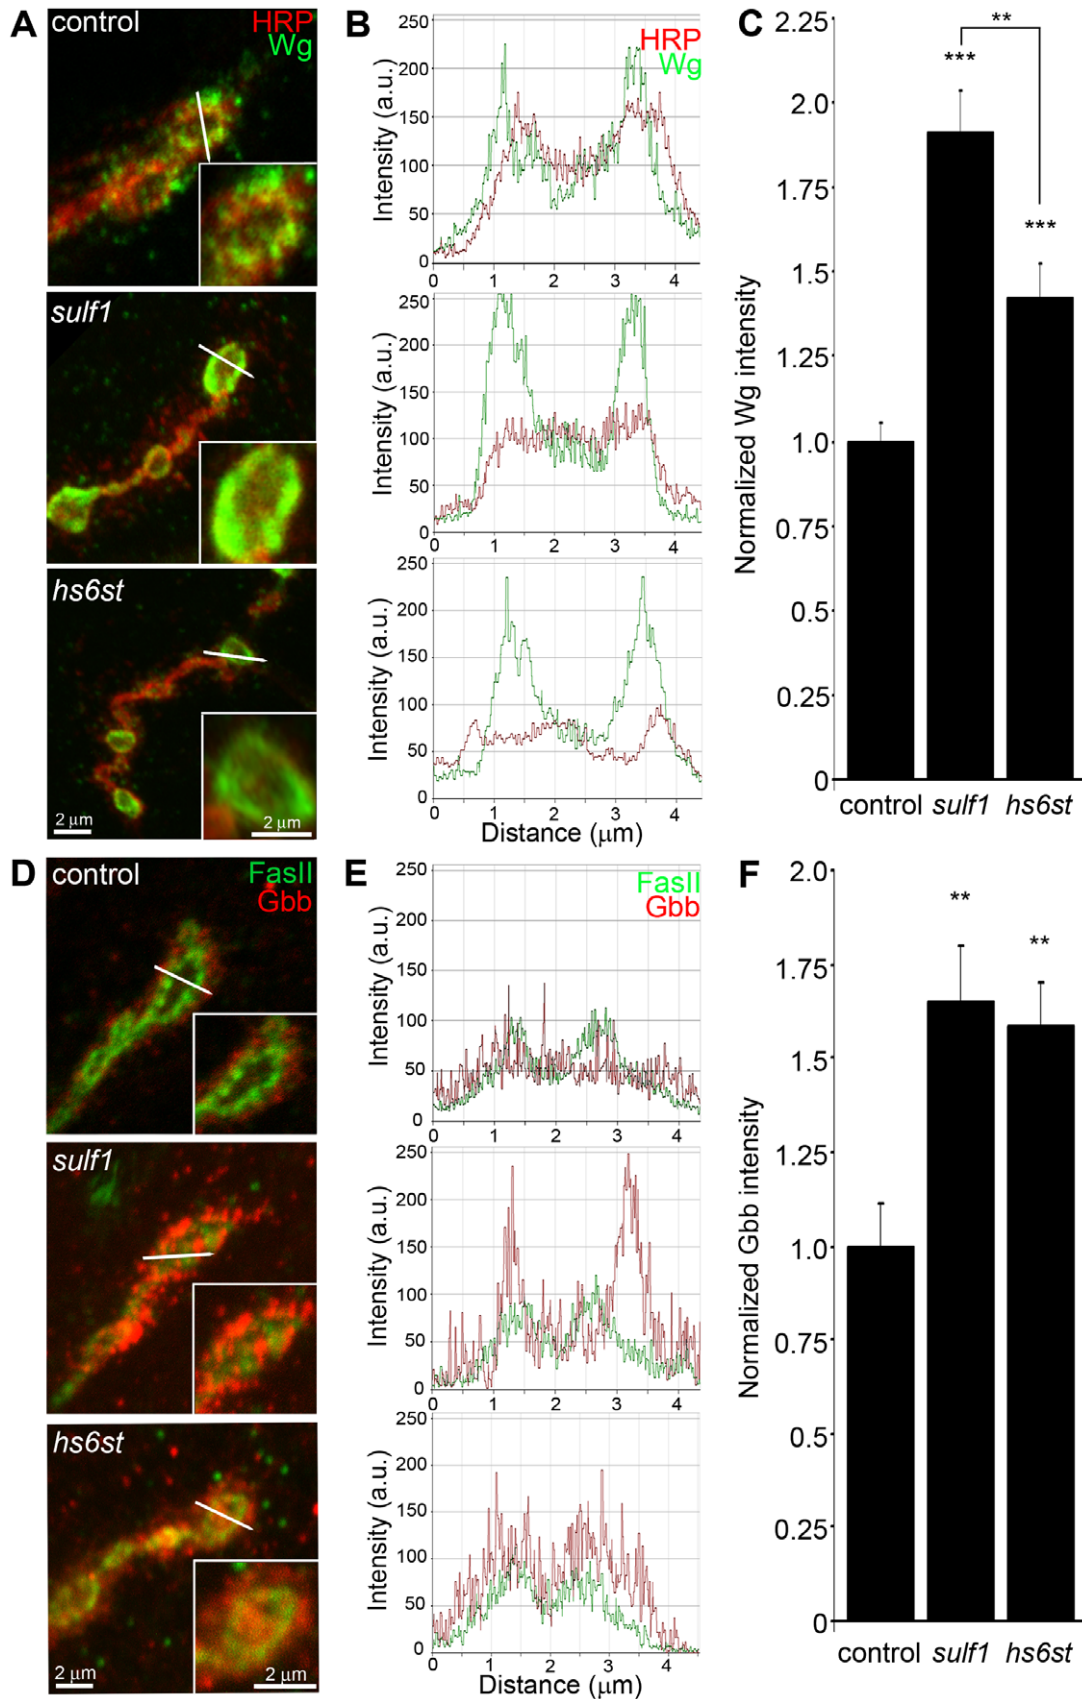 A
control
HRP
Wg
sulf1
hs6st
2 μm
2 μm
B
HRP
Wg
Intensity (a.u.)
250
200
150
100
50
0
0 1 2 3 4
Intensity (a.u.)
250
200
150
100
50
0
0 1 2 3 4
Intensity (a.u.)
250
200
150
100
50
0
0 1 2 3 4
Distance (μm)
C
Normalized Wg intensity
2.25
2.0
1.75
1.5
1.25
1.0
0.75
0.5
0.25
0
**
***
***
control sulf1 hs6st
D
control
FasII
Gbb
sulf1
hs6st
2 μm
2 μm
E
FasII
Gbb
Intensity (a.u.)
250
200
150
100
50
0
0 1 2 3 4
Intensity (a.u.)
250
200
150
100
50
0
0 1 2 3 4
Intensity (a.u.)
250
200
150
100
50
0
0 1 2 3 4
Distance (μm)
F
Normalized Gbb intensity
2.0
1.75
1.5
1.25
1.0
0.75
0.5
0.25
0
**
**
control sulf1 hs6st